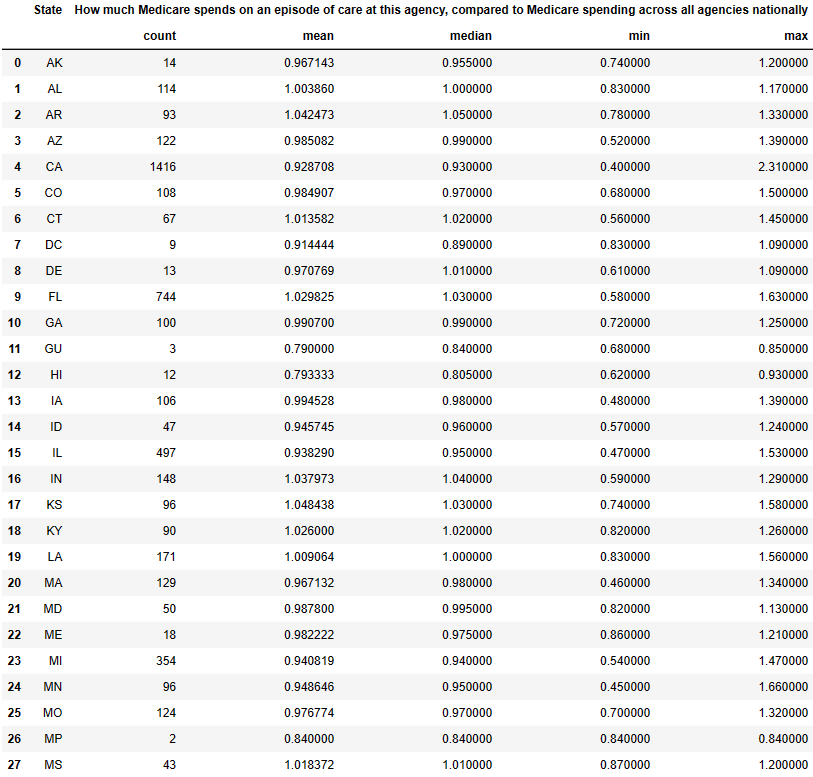 State How much Medicare spends on an episode of care at this agency, compared to Medicare spending across all agencies nationally
count mean median min max
0 AK 14 0.967143 0.955000 0.740000 1.200000
1 AL 114 1.003860 1.000000 0.830000 1.170000
2 AR 93 1.042473 1.050000 0.780000 1.330000
3 AZ 122 0.985082 0.990000 0.520000 1.390000
4 CA 1416 0.928708 0.930000 0.400000 2.310000
5 CO 108 0.984907 0.970000 0.680000 1.500000
6 CT 67 1.013582 1.020000 0.560000 1.450000
7 DC 9 0.914444 0.890000 0.830000 1.090000
8 DE 13 0.970769 1.010000 0.610000 1.090000
9 FL 744 1.029825 1.030000 0.580000 1.630000
10 GA 100 0.990700 0.990000 0.720000 1.250000
11 GU 3 0.790000 0.840000 0.680000 0.850000
12 HI 12 0.793333 0.805000 0.620000 0.930000
13 IA 106 0.994528 0.980000 0.480000 1.390000
14 ID 47 0.945745 0.960000 0.570000 1.240000
15 IL 497 0.938290 0.950000 0.470000 1.530000
16 IN 148 1.037973 1.040000 0.590000 1.290000
17 KS 96 1.048438 1.030000 0.740000 1.580000
18 KY 90 1.026000 1.020000 0.820000 1.260000
19 LA 171 1.009064 1.000000 0.830000 1.560000
20 MA 129 0.967132 0.980000 0.460000 1.340000
21 MD 50 0.987800 0.995000 0.820000 1.130000
22 ME 18 0.982222 0.975000 0.860000 1.210000
23 MI 354 0.940819 0.940000 0.540000 1.470000
24 MN 96 0.948646 0.950000 0.450000 1.660000
25 MO 124 0.976774 0.970000 0.700000 1.320000
26 MP 2 0.840000 0.840000 0.840000 0.840000
27 MS 43 1.018372 1.010000 0.870000 1.200000